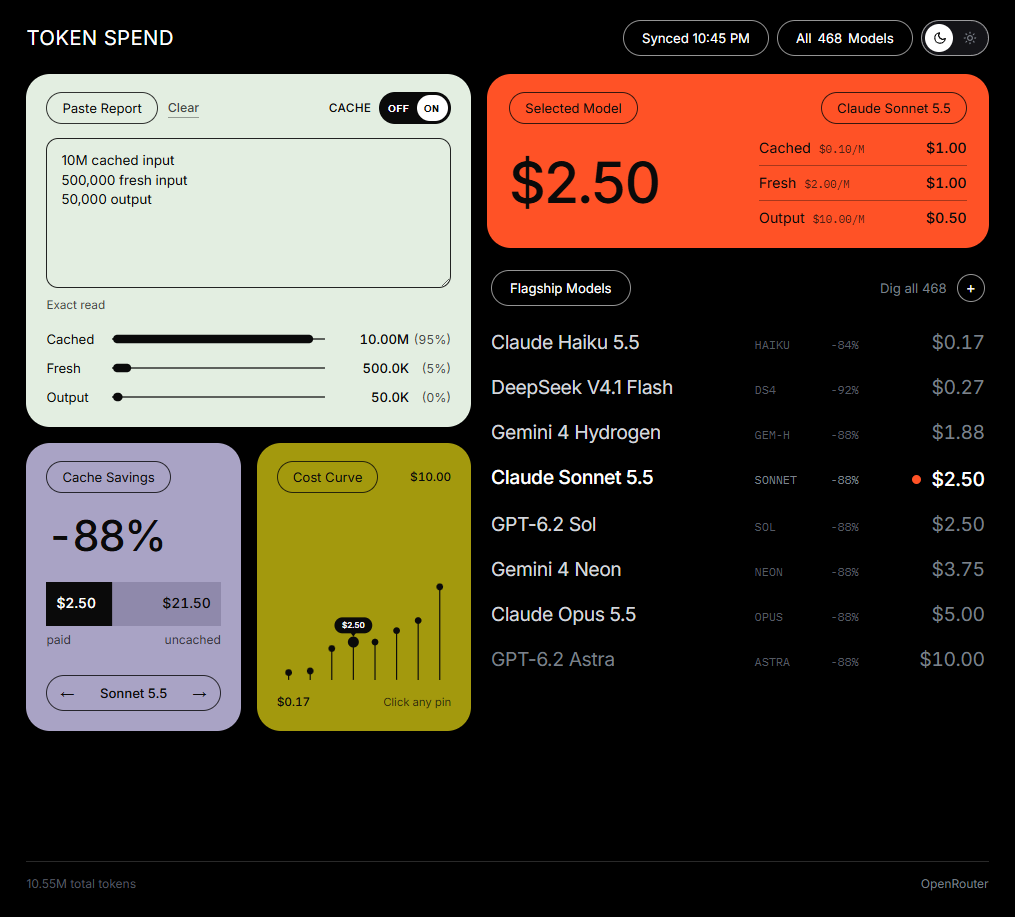 TOKEN SPEND
Synced 10:45 PM
All 468 Models
Paste Report
Clear
CACHE
OFF
ON
10M cached input
500,000 fresh input
50,000 output
Exact read
Cached 10.00M (95%)
Fresh 500.0K (5%)
Output 50.0K (0%)
Selected Model
Claude Sonnet 5.5
$2.50
Cached $0.10/M $1.00
Fresh $2.00/M $1.00
Output $10.00/M $0.50
Flagship Models
Dig all 468 +
Claude Haiku 5.5 HAIKU -84% $0.17
DeepSeek V4.1 Flash DS4 -92% $0.27
Gemini 4 Hydrogen GEM-H -88% $1.88
Claude Sonnet 5.5 SONNET -88% $2.50
GPT-6.2 Sol SOL -88% $2.50
Gemini 4 Neon NEON -88% $3.75
Claude Opus 5.5 OPUS -88% $5.00
GPT-6.2 Astra ASTRA -88% $10.00
Cache Savings
-88%
$2.50 $21.50
paid uncached
← Sonnet 5.5 →
Cost Curve
$10.00
$2.50
$0.17
Click any pin
10.55M total tokens
OpenRouter